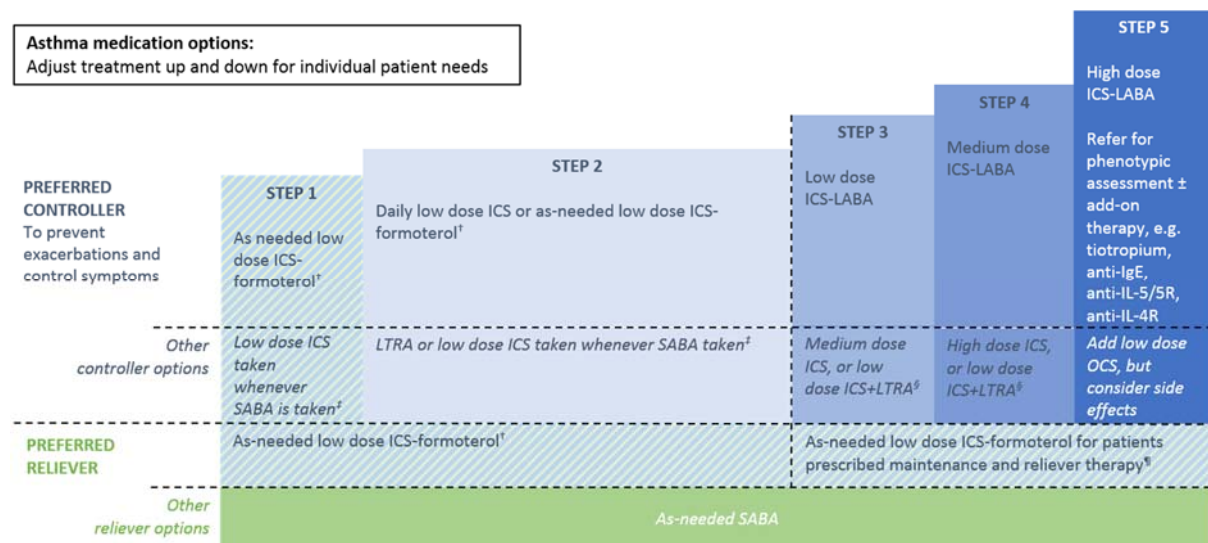 Asthma medication options:
Adjust treatment up and down for individual patient needs
PREFERRED
CONTROLLER
To prevent
exacerbations and
control symptoms
STEP 1
As needed low
dose ICS-
formoterol†
STEP 2
Daily low dose ICS or as-needed low dose ICS-
formoterol†
STEP 3
Low dose
ICS-LABA
STEP 4
Medium dose
ICS-LABA
STEP 5
High dose
ICS-LABA
Refer for
phenotypic
assessment ±
add-on
therapy, e.g.
tiotropium,
anti-IgE,
anti-IL-5/5R,
anti-IL-4R
Other
controller options
Low dose ICS
taken
whenever
SABA is taken‡
LTRA or low dose ICS taken whenever SABA taken‡
Medium dose
ICS, or low
dose ICS+LTRA§
High dose ICS,
or low dose
ICS+LTRA§
Add low dose
OCS, but
consider side
effects
PREFERRED
RELIEVER
As-needed low dose ICS-formoterol†
As-needed low dose ICS-formoterol for patients
prescribed maintenance and reliever therapy¶
Other
reliever options
As-needed SABA